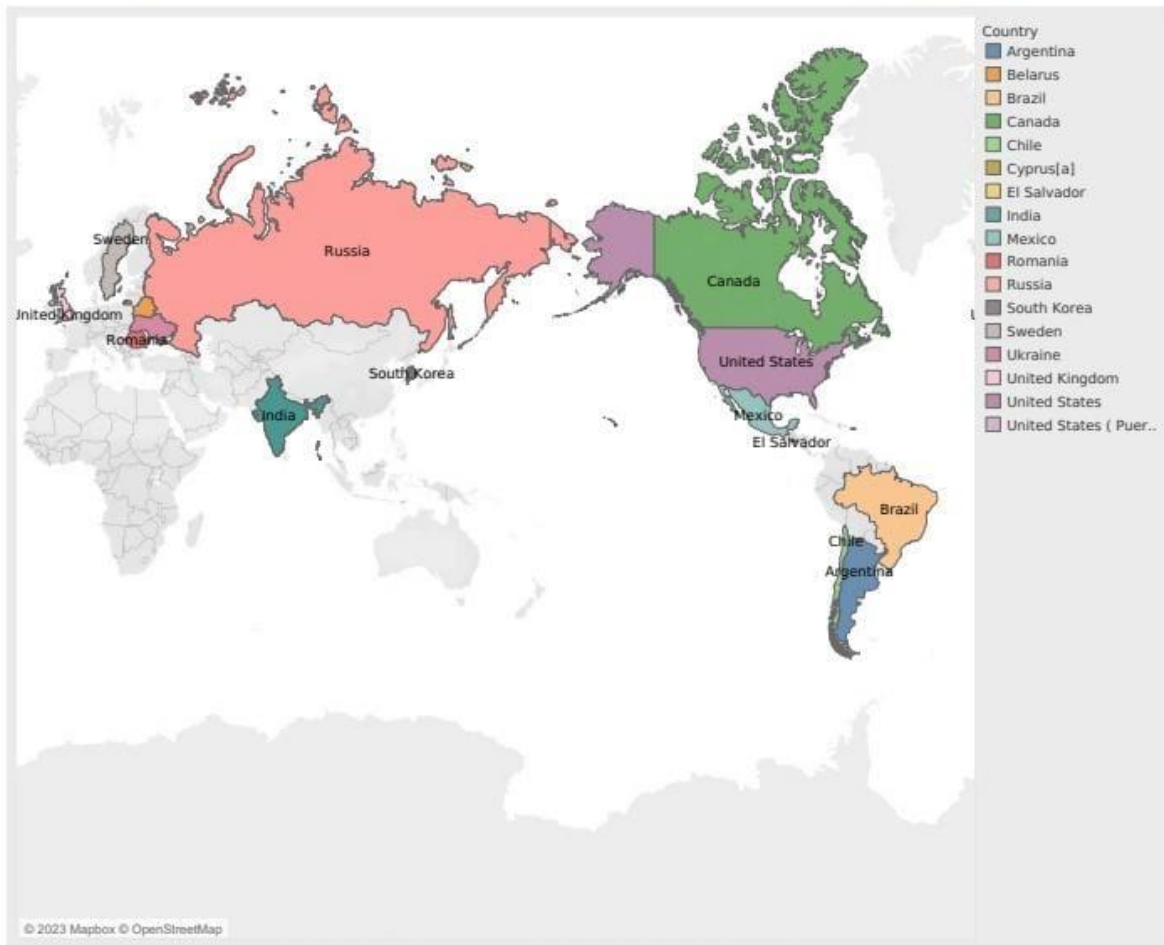 Country
Argentina
Belarus
Brazil
Canada
Chile
Cyprus[a]
El Salvador
India
Mexico
Romania
Russia
South Korea
Sweden
Ukraine
United Kingdom
United States
United States ( Puer..
Sweden
Russia
Canada
United Kingdom
Romania
United States
South Korea
India
Mexico
El Salvador
Brazil
Chile
Argentina
© 2023 Mapbox © OpenStreetMap